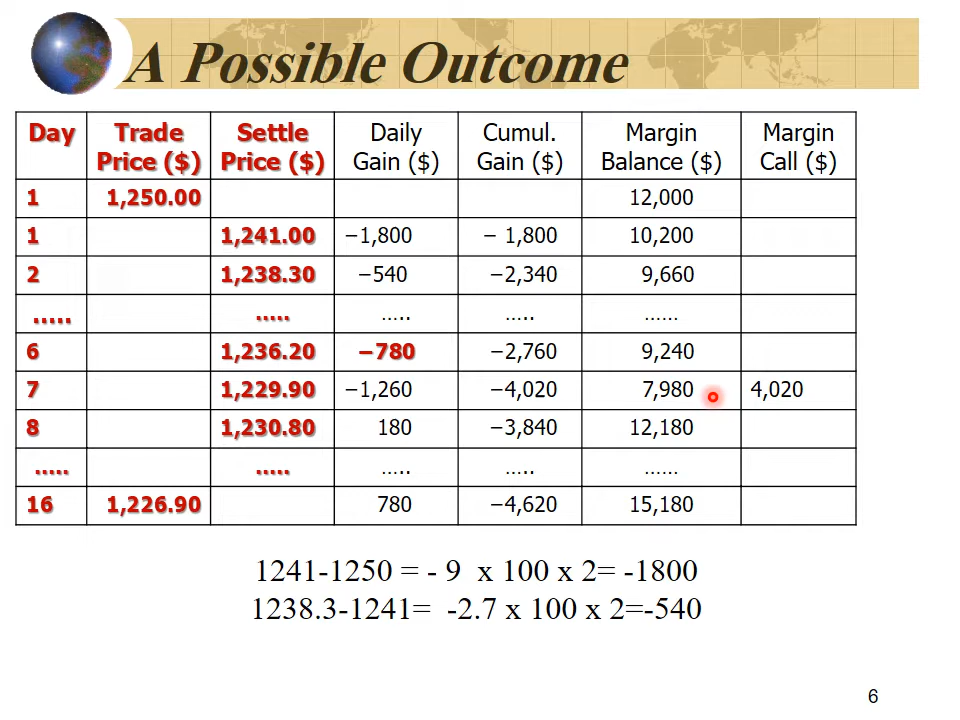 A Possible Outcome
Day Trade Price ($) Settle Price ($) Daily Gain ($) Cumul. Gain ($) Margin Balance ($) Margin Call ($)
1 1,250.00 12,000
1 1,241.00 −1,800 − 1,800 10,200
2 1,238.30 −540 −2,340 9,660
..... ..... ….. ….. ……
6 1,236.20 −780 −2,760 9,240
7 1,229.90 −1,260 −4,020 7,980 4,020
8 1,230.80 180 −3,840 12,180
..... ..... ….. ….. ……
16 1,226.90 780 −4,620 15,180
1241-1250 = - 9 x 100 x 2= -1800
1238.3-1241= -2.7 x 100 x 2=-540
6